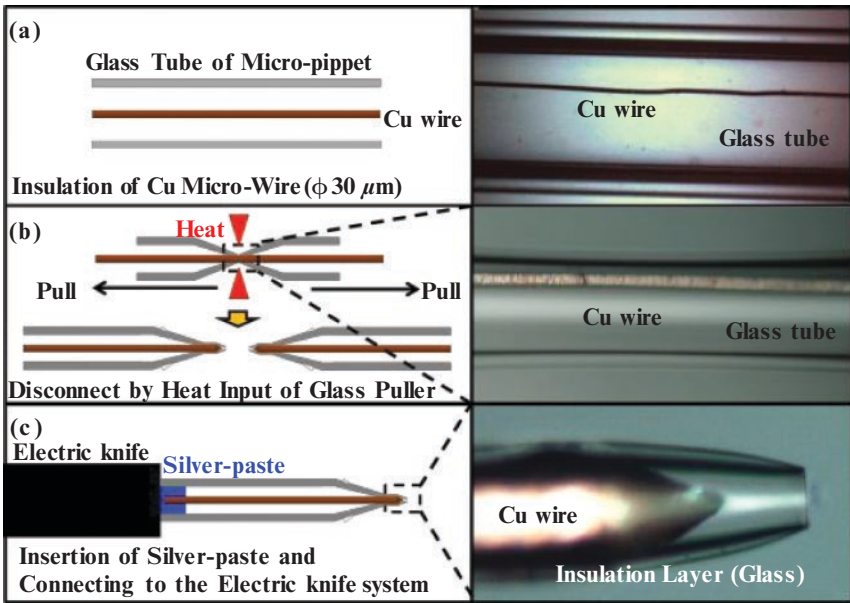 (a)
Glass Tube of Micro-pippet
Cu wire
Insulation of Cu Micro-Wire (ϕ 30 μm)
Cu wire
Glass tube
(b)
Heat
Pull
Pull
Disconnect by Heat Input of Glass Puller
Cu wire
Glass tube
(c)
Electric knife
Silver-paste
Insertion of Silver-paste and
Connecting to the Electric knife system
Cu wire
Insulation Layer (Glass)